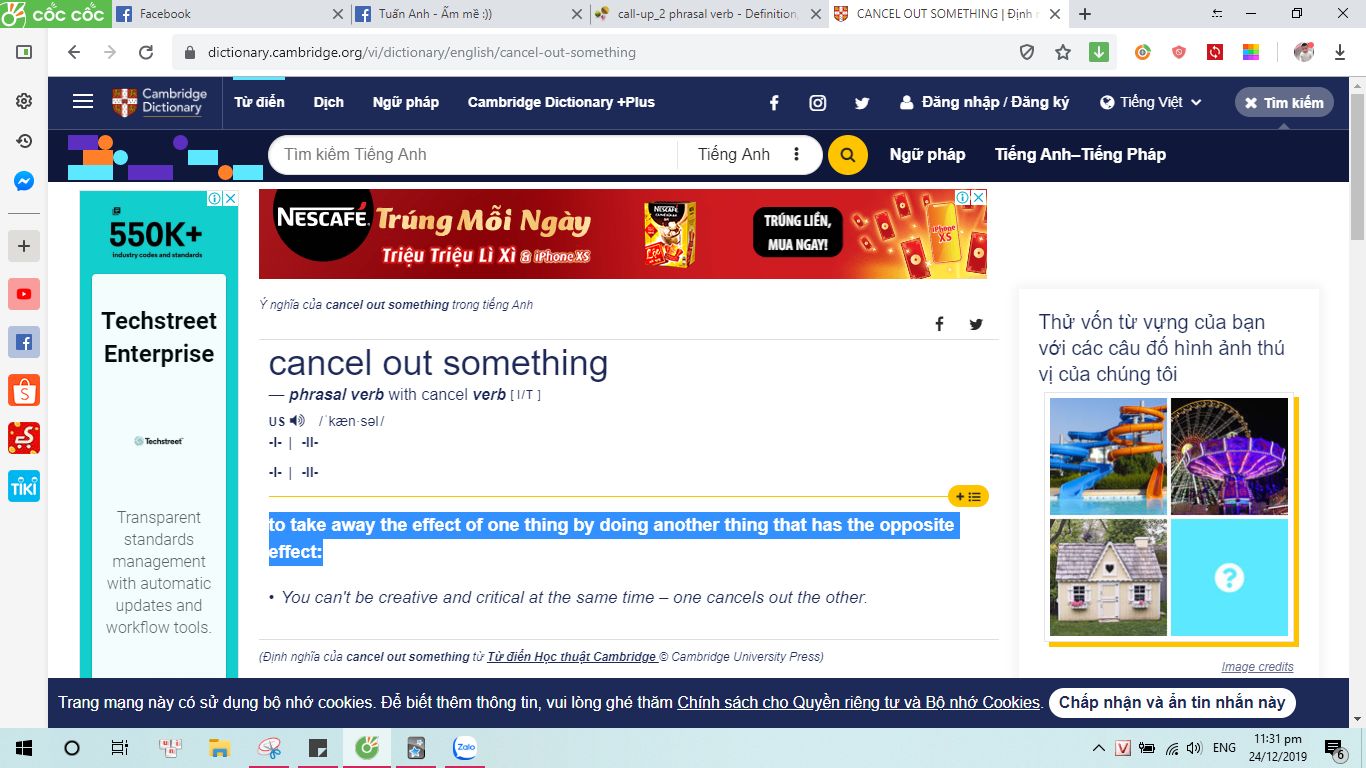 CỐC CỐC
Facebook
Tuấn Anh - Ấm mề :))
call-up_2 phrasal verb - Definition,
CANCEL OUT SOMETHING | Định n
dictionary.cambridge.org/vi/dictionary/english/cancel-out-something
Cambridge
Dictionary
Từ điển
Dịch
Ngữ pháp
Cambridge Dictionary +Plus
Đăng nhập / Đăng ký
Tiếng Việt
Tìm kiếm
Tìm kiếm Tiếng Anh
Tiếng Anh
Ngữ pháp
Tiếng Anh–Tiếng Pháp
550K+
industry codes and standards
Techstreet
Enterprise
Techstreet
Transparent
standards
management
with automatic
updates and
workflow tools.
NESCAFÉ
Trúng Mỗi Ngày
Triệu Triệu Lì Xì & iPhone XS
NESCAFÉ
TRÚNG LIỀN,
MUA NGAY!
iPhone
XS
Ý nghĩa của cancel out something trong tiếng Anh
cancel out something
— phrasal verb with cancel verb [ I/T ]
US /ˈkæn·səl/
-l- | -ll-
-l- | -ll-
to take away the effect of one thing by doing another thing that has the opposite
effect:
• You can't be creative and critical at the same time – one cancels out the other.
(Định nghĩa của cancel out something từ Từ điển Học thuật Cambridge © Cambridge University Press)
Thử vốn từ vựng của bạn
với các câu đố hình ảnh thú
vị của chúng tôi
?
Image credits
Trang mạng này có sử dụng bộ nhớ cookies. Để biết thêm thông tin, vui lòng ghé thăm Chính sách cho Quyền riêng tư và Bộ nhớ Cookies.
Chấp nhận và ẩn tin nhắn này
TIKI
Zalo
V
ENG
11:31 pm
24/12/2019
6